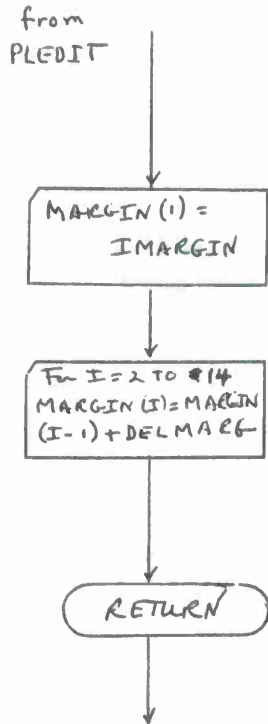 from
PLEDIT
MARGIN (1) =
IMARGIN
For I = 2 TO 14
MARGIN (I) = MARGIN
(I-1) + DELMARG
RETURN